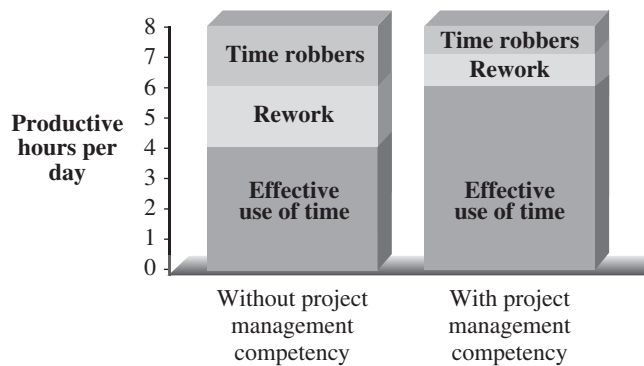 8
7
6
5
4
3
2
1
0
Productive
hours per
day
Time robbers
Rework
Effective
use of time
Time robbers
Rework
Effective
use of time
Without project
management
competency
With project
management
competency